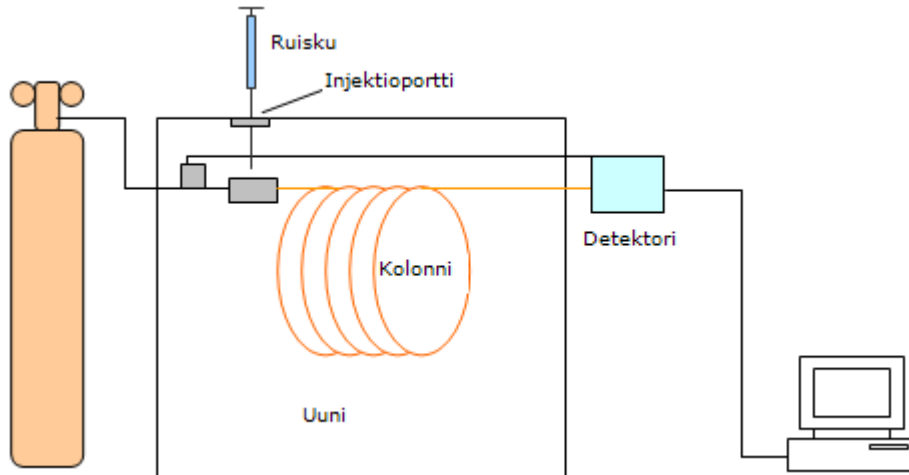 Ruisku
Injektioportti
Detektori
Kolonni
Uuni